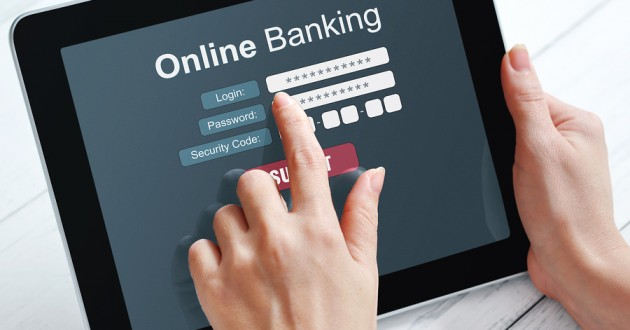 Online Banking
Login: ***********
Password: *********
Security Code: - -